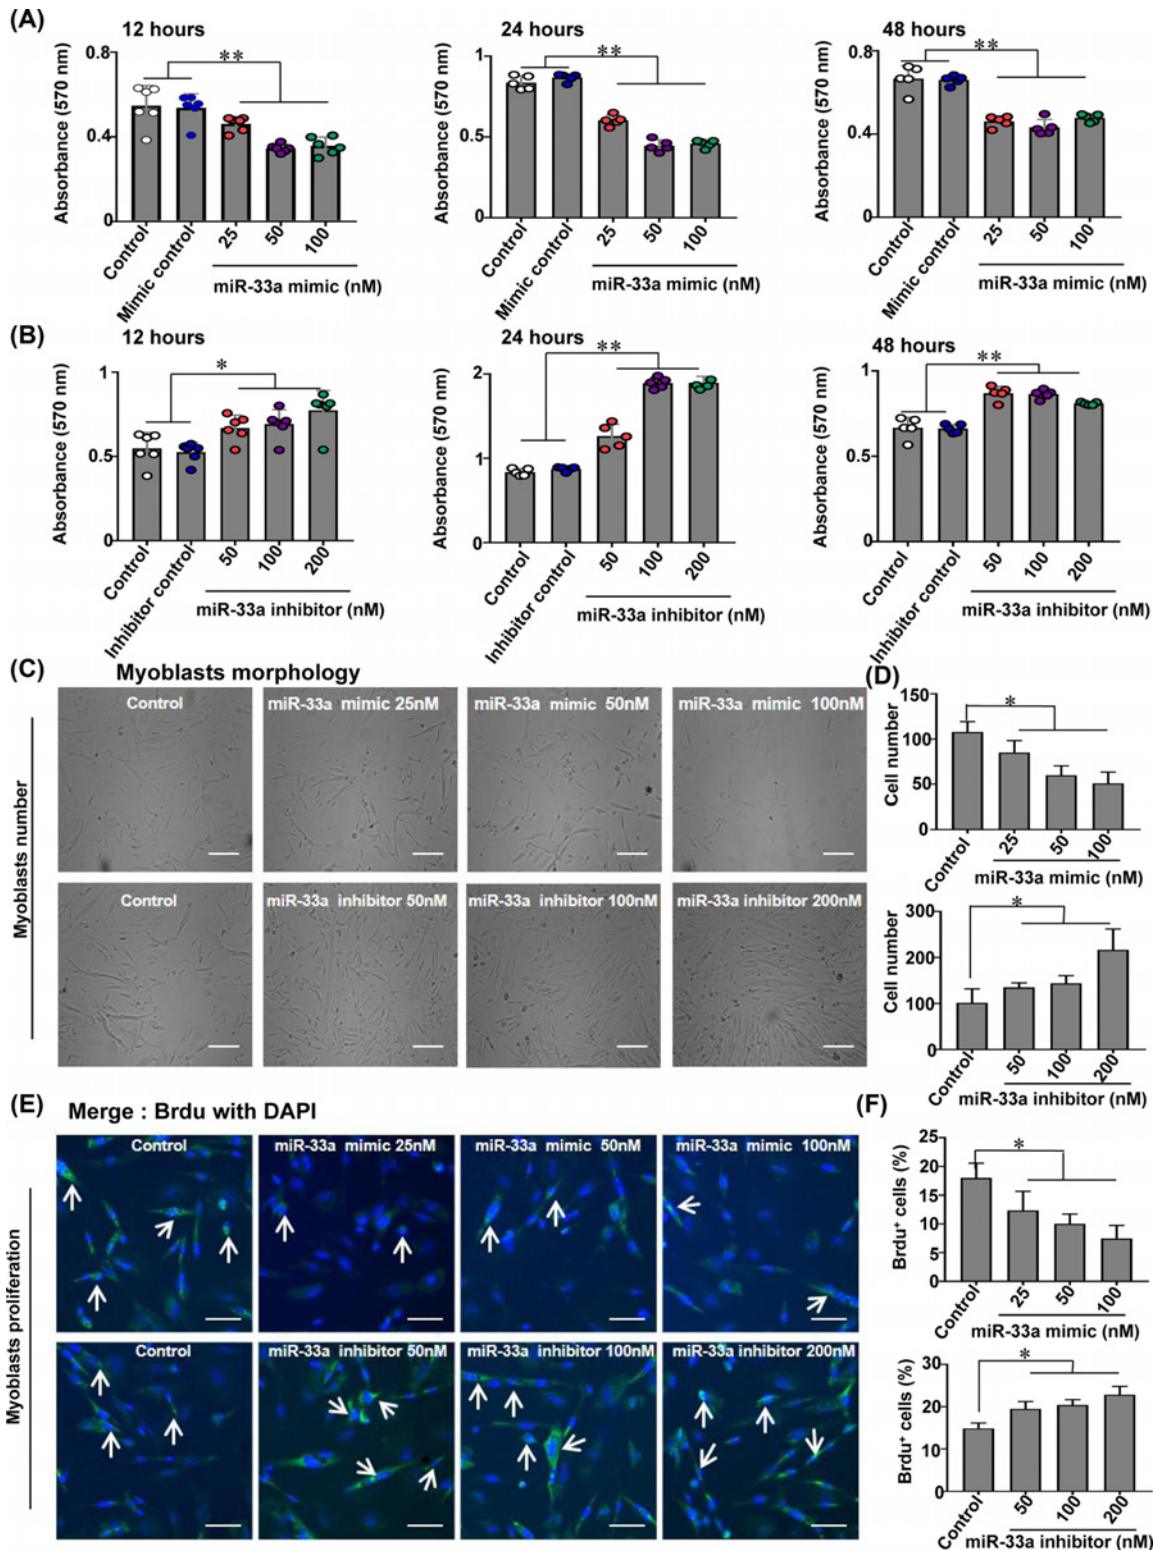 (A)
12 hours
24 hours
48 hours
Absorbance (570 nm)
0.8
0.4
0
**
Control
Mimic control
25
50
100
miR-33a mimic (nM)
Absorbance (570 nm)
1
0.5
0
**
Control
Mimic control
25
50
100
miR-33a mimic (nM)
Absorbance (570 nm)
0.8
0.4
0
**
Control
Mimic control
25
50
100
miR-33a mimic (nM)
(B)
12 hours
24 hours
48 hours
Absorbance (570 nm)
1
0.5
0
*
Control
Inhibitor control
50
100
200
miR-33a inhibitor (nM)
Absorbance (570 nm)
2
1
0
**
Control
Inhibitor control
50
100
200
miR-33a inhibitor (nM)
Absorbance (570 nm)
1
0.5
0
**
Control
Inhibitor control
50
100
200
miR-33a inhibitor (nM)
(C)
Myoblasts morphology
Myoblasts number
Control
miR-33a mimic 25nM
miR-33a mimic 50nM
miR-33a mimic 100nM
Control
miR-33a inhibitor 50nM
miR-33a inhibitor 100nM
miR-33a inhibitor 200nM
(D)
Cell number
150
100
50
0
*
Control
25
50
100
miR-33a mimic (nM)
Cell number
300
200
100
0
*
Control
50
100
200
miR-33a inhibitor (nM)
(E)
Merge : Brdu with DAPI
Myoblasts proliferation
Control
miR-33a mimic 25nM
miR-33a mimic 50nM
miR-33a mimic 100nM
Control
miR-33a inhibitor 50nM
miR-33a inhibitor 100nM
miR-33a inhibitor 200nM
(F)
Brdu⁺ cells (%)
25
20
15
10
5
0
*
Control
25
50
100
miR-33a mimic (nM)
Brdu⁺ cells (%)
30
20
10
0
*
Control
50
100
200
miR-33a inhibitor (nM)